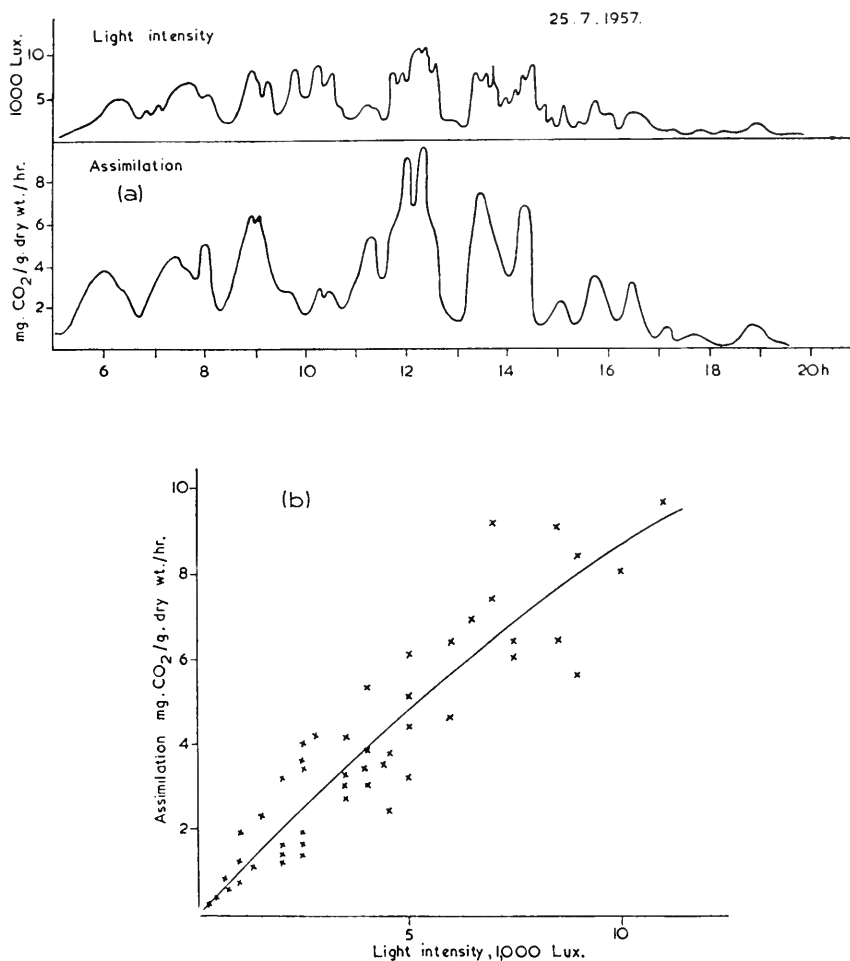 25.7.1957.
Light intensity
1000 Lux.
10
5
Assimilation
(a)
mg. CO2/g. dry wt./hr.
8
6
4
2
6 8 10 12 14 16 18 20h
(b)
Assimilation mg. CO2/g. dry wt./hr.
10
8
6
4
2
5 10
Light intensity, 1,000 Lux.